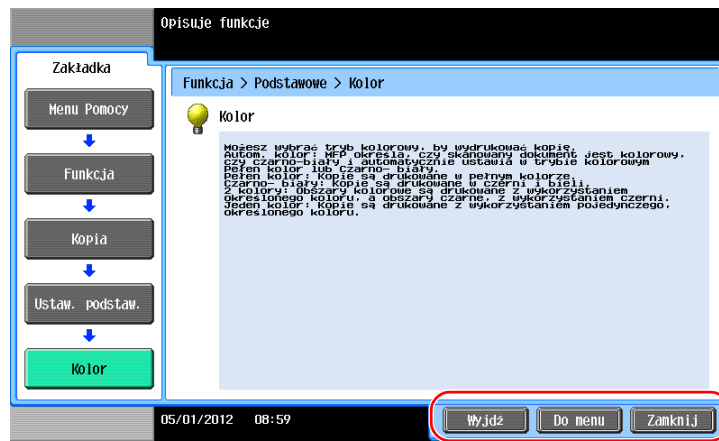 Opisuje funkcje
Zakładka
Menu Pomocy
Funkcja
Kopia
Ustaw. podstaw.
Kolor
Funkcja > Podstawowe > Kolor
Kolor
Możesz wybrać tryb kolorowy, by wydrukować kopię.
Autom. kolor: MFP określa, czy skanowany dokument jest kolorowy,
czy czarno-biały i automatycznie ustawia w trybie kolorowym
Pełen kolor lub Czarno- biały.
Pełen kolor: Kopie są drukowane w pełnym kolorze.
Czarno- biały: Kopie są drukowane w czerni i bieli.
2 kolory: Obszary kolorowe są drukowane z wykorzystaniem
określonego koloru, a obszary czarne, z wykorzystaniem czerni.
Jeden kolor: Kopie są drukowane z wykorzystaniem pojedynczego,
określonego koloru.
05/01/2012 08:59
Wyjdź
Do menu
Zamknij